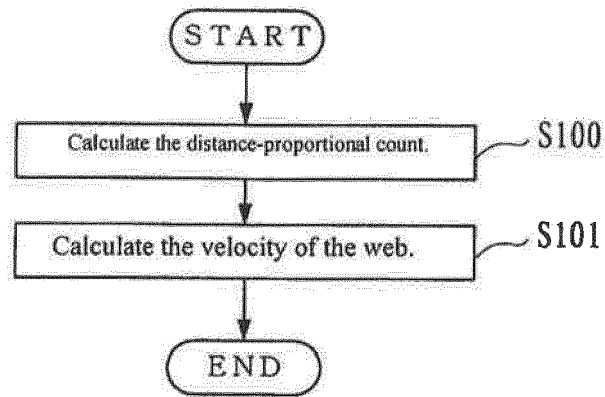 START
Calculate the distance-proportional count.
S100
Calculate the velocity of the web.
S101
END